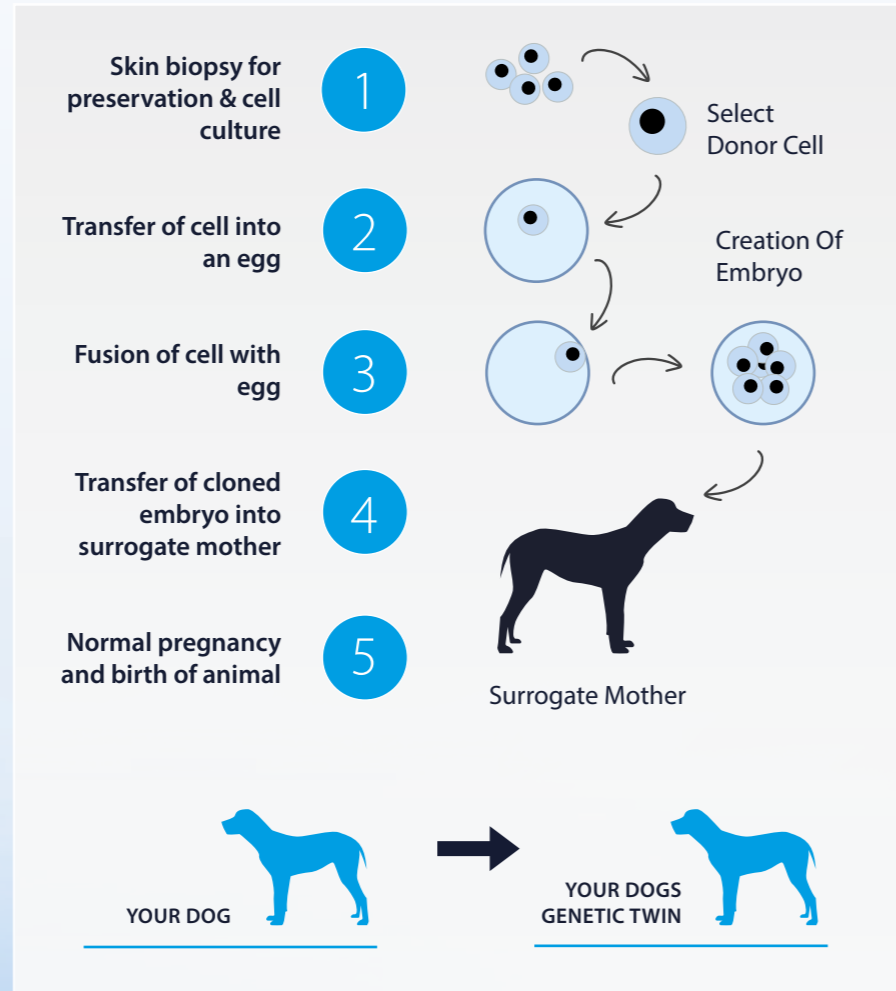 Skin biopsy for
preservation & cell
culture
1
Select
Donor Cell
Transfer of cell into
an egg
2
Creation Of
Embryo
Fusion of cell with
egg
3
Transfer of cloned
embryo into
surrogate mother
4
Normal pregnancy
and birth of animal
5
Surrogate Mother
YOUR DOG
YOUR DOGS
GENETIC TWIN